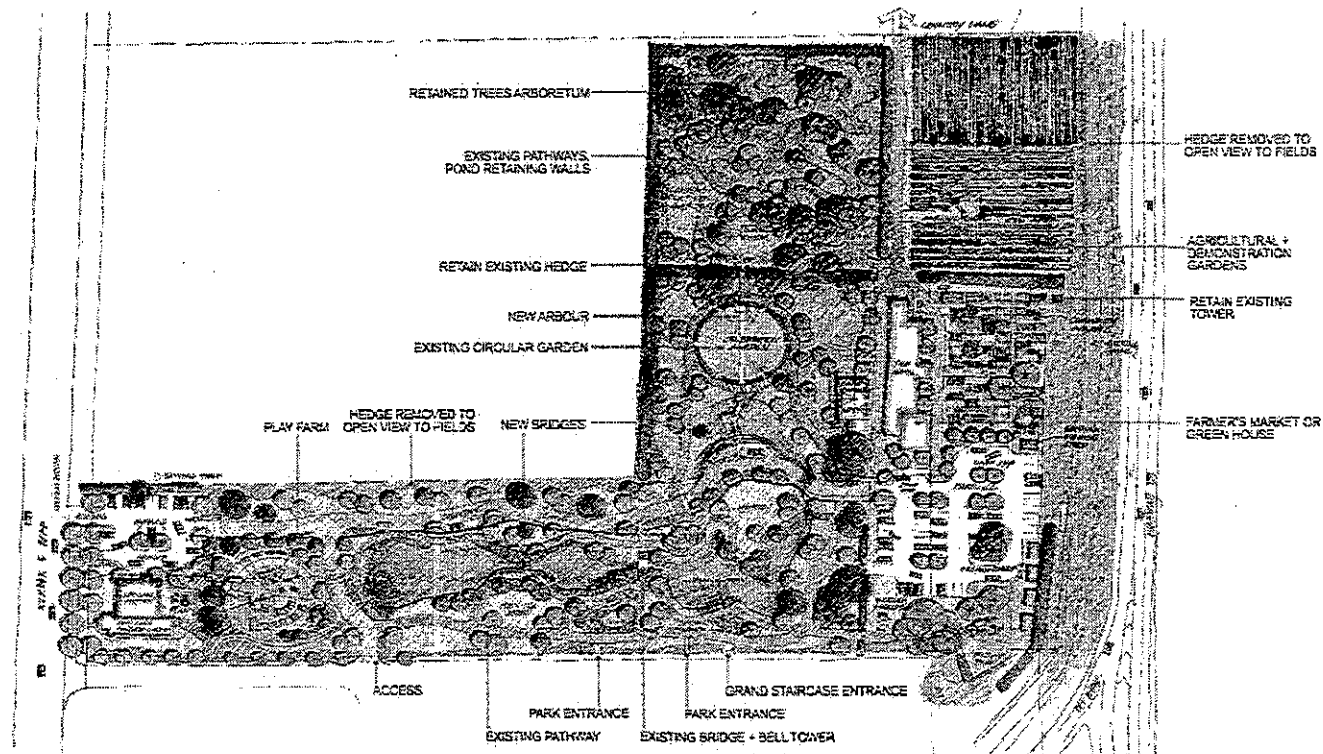 COUNTRY LANE
RETAINED TREES ARBORETUM
HEDGE REMOVED TO
OPEN VIEW TO FIELDS
EXISTING PATHWAYS,
POND RETAINING WALLS
AGRICULTURAL +
DEMONSTRATION
GARDENS
RETAIN EXISTING HEDGE
RETAIN EXISTING
TOWER
NEW ARBOUR
EXISTING CIRCULAR GARDEN
HEDGE REMOVED TO
OPEN VIEW TO FIELDS
PLAY FARM
NEW BRIDGES
FARMER'S MARKET OR
GREEN HOUSE
ACCESS
GRAND STAIRCASE ENTRANCE
PARK ENTRANCE
PARK ENTRANCE
EXISTING PATHWAY
EXISTING BRIDGE + BELL TOWER